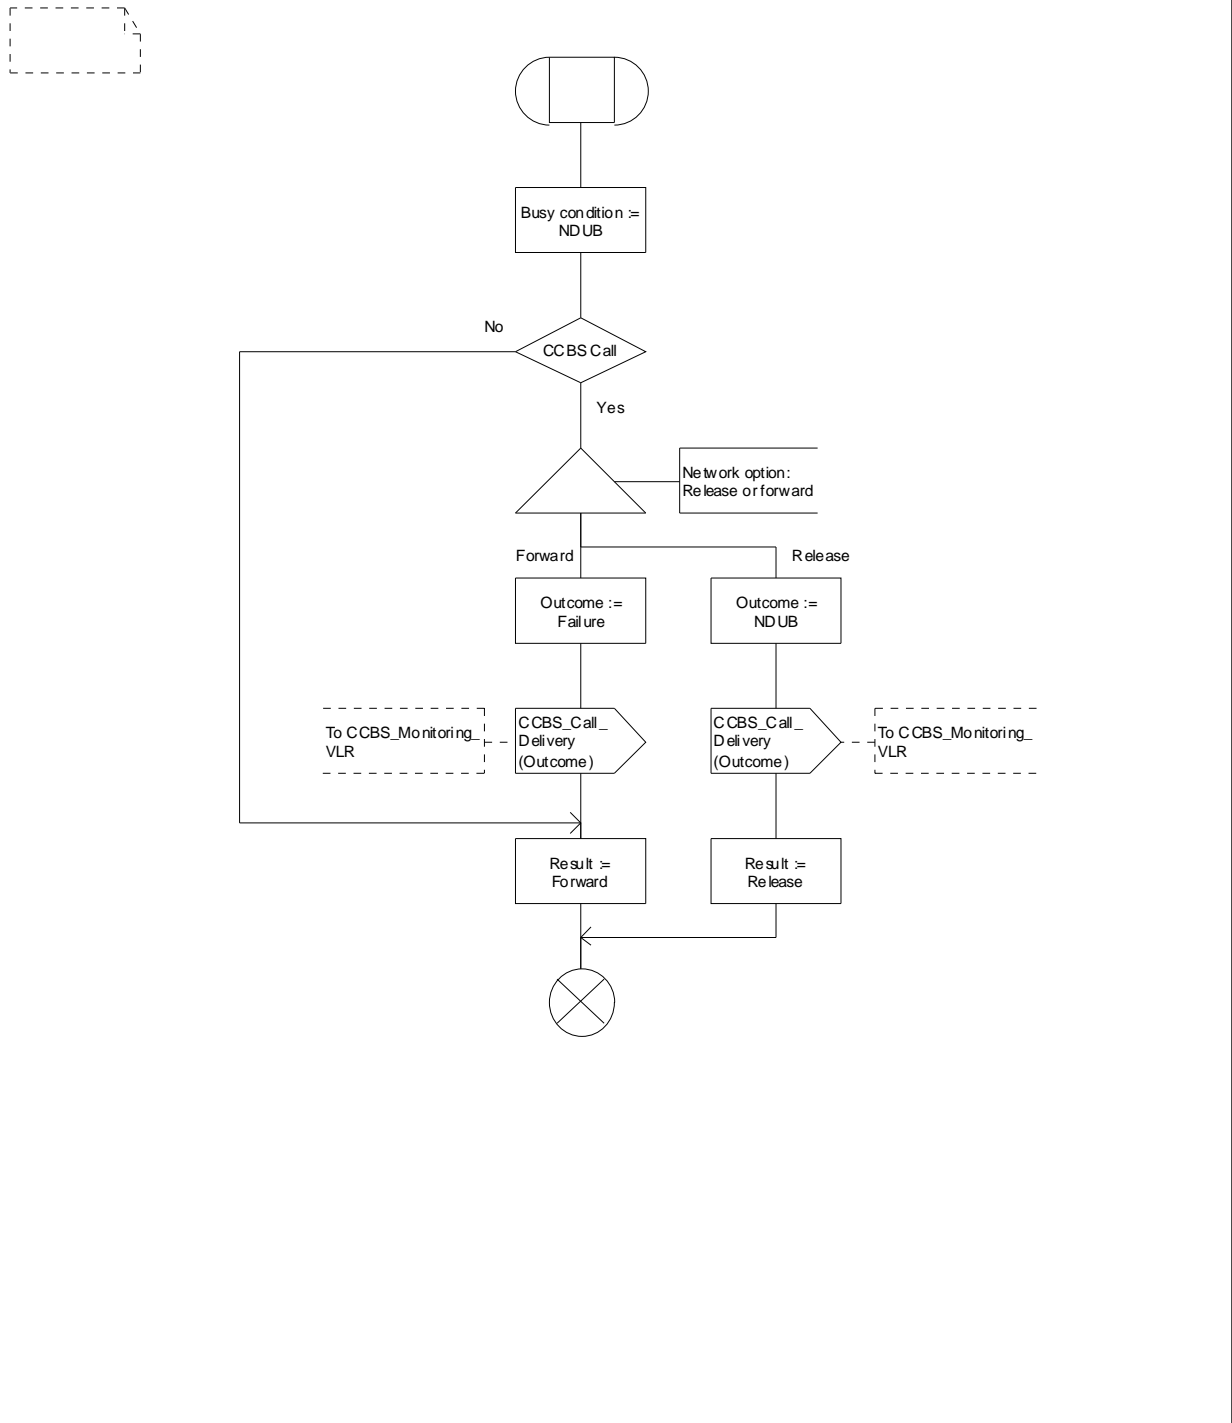 Busy condition :=
NDUB
No
CCBS Call
Yes
Network option:
Release or forward
Forward
Release
Outcome :=
Failure
Outcome :=
NDUB
To CCBS_Monitoring_
VLR
CCBS_Call_
Delivery
(Outcome)
CCBS_Call_
Delivery
(Outcome)
To CCBS_Monitoring_
VLR
Result :=
Forward
Result :=
Release